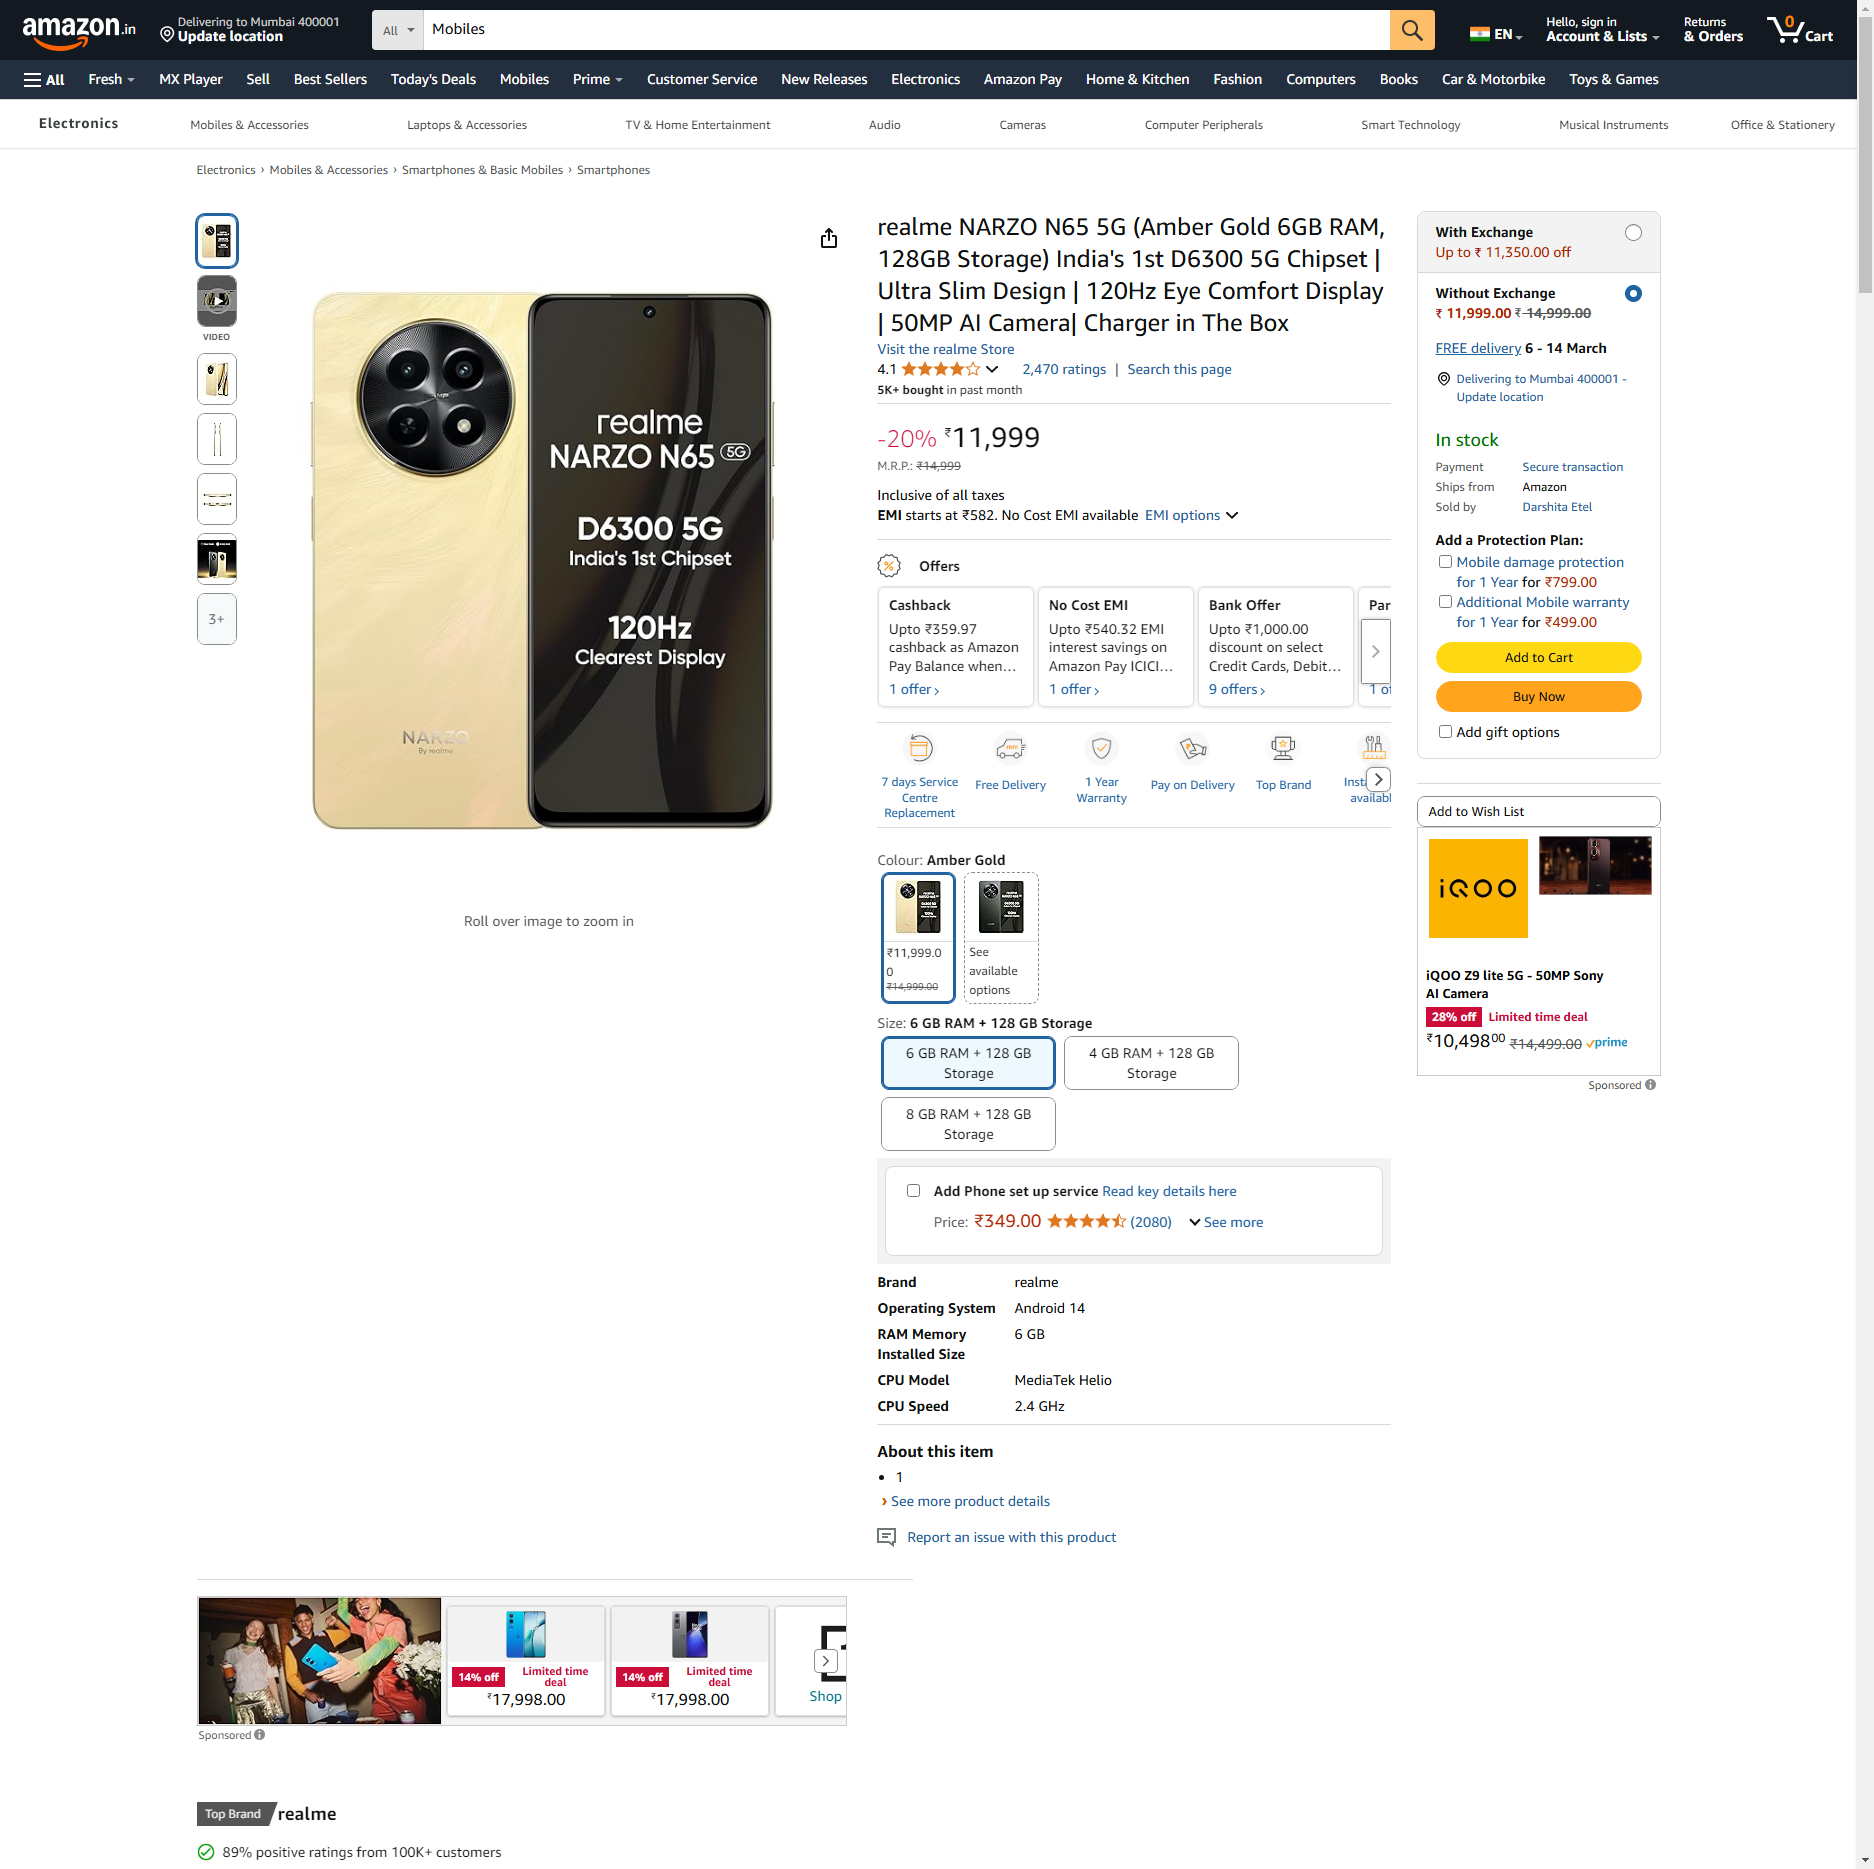 amazon.in
Delivering to Mumbai 400001
Update location
All
Mobiles
EN
Hello, sign in
Account & Lists
Returns
& Orders
0
Cart
All
Fresh
MX Player
Sell
Best Sellers
Today's Deals
Mobiles
Prime
Customer Service
New Releases
Electronics
Amazon Pay
Home & Kitchen
Fashion
Computers
Books
Car & Motorbike
Toys & Games
Electronics
Mobiles & Accessories
Laptops & Accessories
TV & Home Entertainment
Audio
Cameras
Computer Peripherals
Smart Technology
Musical Instruments
Office & Stationery
Electronics › Mobiles & Accessories › Smartphones & Basic Mobiles › Smartphones
VIDEO
3+
realme
NARZO N65 5G
D6300 5G
India's 1st Chipset
120Hz
Clearest Display
NARZO
By realme
Roll over image to zoom in
realme NARZO N65 5G (Amber Gold 6GB RAM,
128GB Storage) India's 1st D6300 5G Chipset |
Ultra Slim Design | 120Hz Eye Comfort Display
| 50MP AI Camera| Charger in The Box
Visit the realme Store
4.1
2,470 ratings | Search this page
5K+ bought in past month
-20% ₹11,999
M.R.P.: ₹14,999
Inclusive of all taxes
EMI starts at ₹582. No Cost EMI available EMI options
Offers
Cashback
Upto ₹359.97
cashback as Amazon
Pay Balance when…
1 offer ›
No Cost EMI
Upto ₹540.32 EMI
interest savings on
Amazon Pay ICICI…
1 offer ›
Bank Offer
Upto ₹1,000.00
discount on select
Credit Cards, Debit…
9 offers ›
Par
1 of
7 days Service
Centre
Replacement
Free Delivery
1 Year
Warranty
Pay on Delivery
Top Brand
Insta
availabl
Colour: Amber Gold
₹11,999.0
0
₹14,999.00
See
available
options
Size: 6 GB RAM + 128 GB Storage
6 GB RAM + 128 GB
Storage
4 GB RAM + 128 GB
Storage
8 GB RAM + 128 GB
Storage
Add Phone set up service Read key details here
Price: ₹349.00 (2080) See more
Brand realme
Operating System Android 14
RAM Memory 6 GB
Installed Size
CPU Model MediaTek Helio
CPU Speed 2.4 GHz
About this item
• 1
› See more product details
Report an issue with this product
With Exchange
Up to ₹ 11,350.00 off
Without Exchange
₹ 11,999.00 ₹ 14,999.00
FREE delivery 6 - 14 March
Delivering to Mumbai 400001 -
Update location
In stock
Payment Secure transaction
Ships from Amazon
Sold by Darshita Etel
Add a Protection Plan:
Mobile damage protection
for 1 Year for ₹799.00
Additional Mobile warranty
for 1 Year for ₹499.00
Add to Cart
Buy Now
Add gift options
Add to Wish List
iQOO
iQOO Z9 lite 5G - 50MP Sony
AI Camera
28% off Limited time deal
₹10,498.00 ₹14,499.00 prime
Sponsored
14% off Limited time
deal
₹17,998.00
14% off Limited time
deal
₹17,998.00
Shop
Sponsored
Top Brand realme
89% positive ratings from 100K+ customers